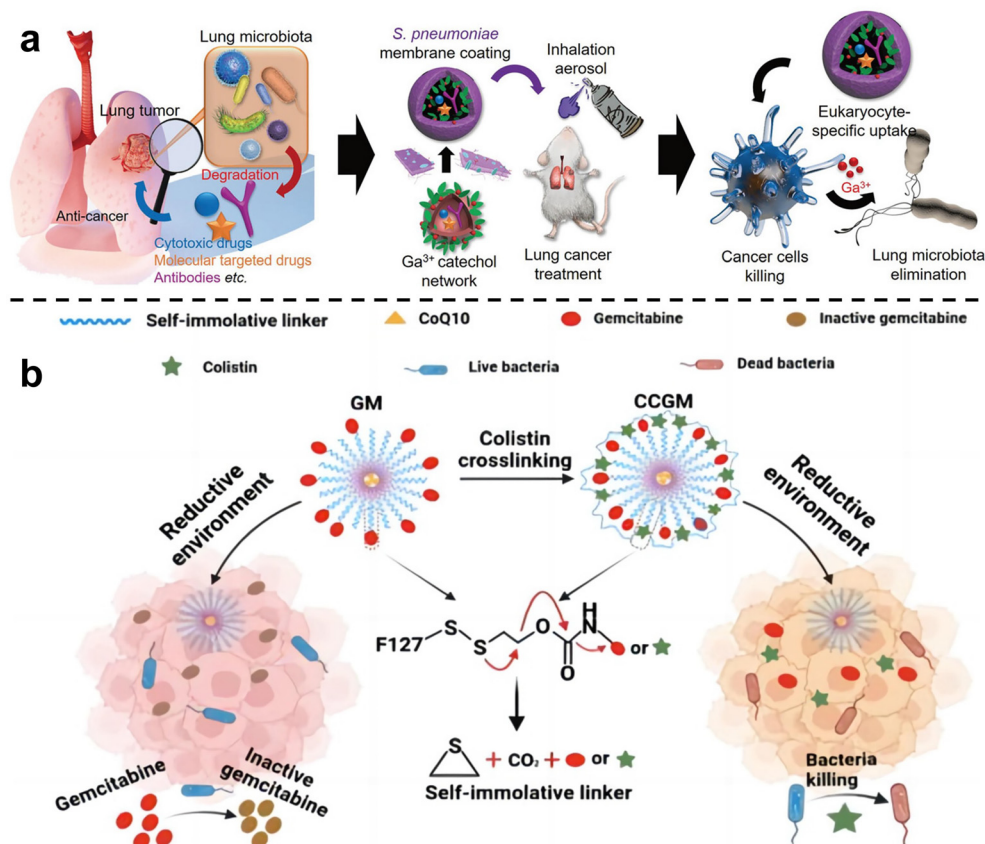 a
Lung microbiota
Lung tumor
Degradation
Anti-cancer
Cytotoxic drugs
Molecular targeted drugs
Antibodies etc.
S. pneumoniae
membrane coating
Inhalation
aerosol
Ga³⁺ catechol
network
Lung cancer
treatment
Eukaryocyte-
specific uptake
Ga³⁺
Cancer cells
killing
Lung microbiota
elimination
Self-immolative linker
CoQ10
Gemcitabine
Inactive gemcitabine
b
Colistin
Live bacteria
Dead bacteria
GM
Colistin
crosslinking
CCGM
Reductive
environment
Reductive
environment
F127
S
S
O
O
H
N
or
S
+ CO₂ + or
Self-immolative linker
Gemcitabine
Inactive
gemcitabine
Bacteria
killing